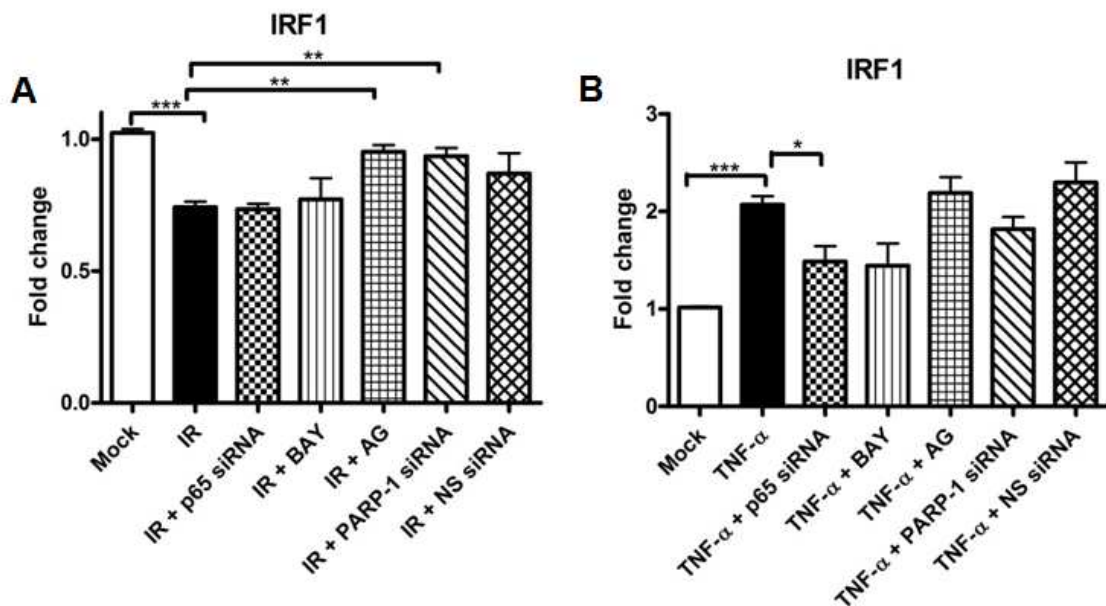 IRF1
A
**
**
***
Fold change
1.0
0.5
0.0
Mock
IR
IR + p65 siRNA
IR + BAY
IR + AG
IR + PARP-1 siRNA
IR + NS siRNA
IRF1
B
*
***
Fold change
3
2
1
0
Mock
TNF-α
TNF-α + p65 siRNA
TNF-α + BAY
TNF-α + AG
TNF-α + PARP-1 siRNA
TNF-α + NS siRNA